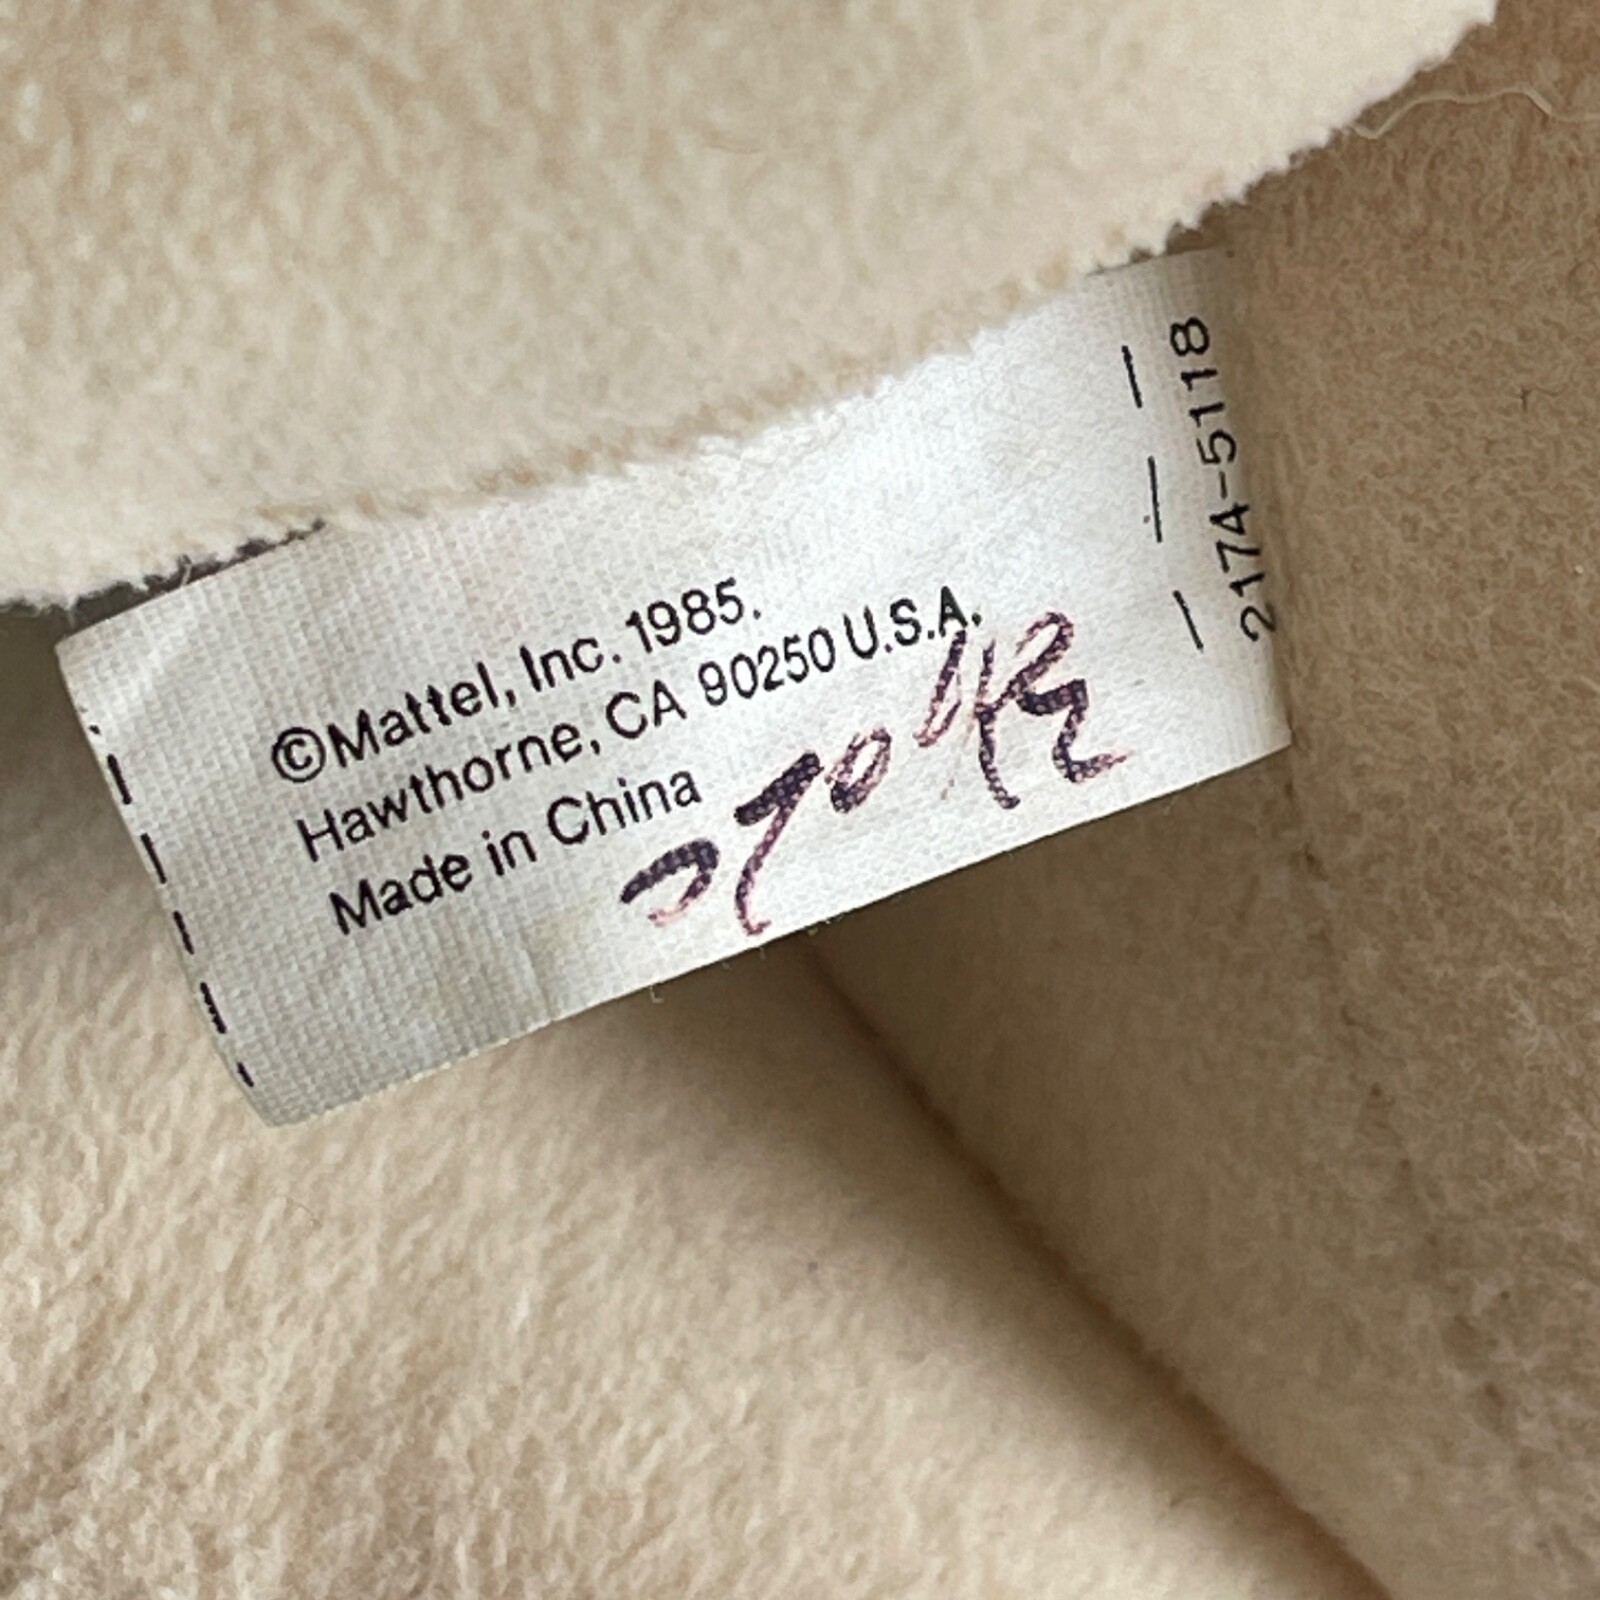 ©Mattel, Inc. 1985.
Hawthorne, CA 90250 U.S.A.
Made in China
2174-5118